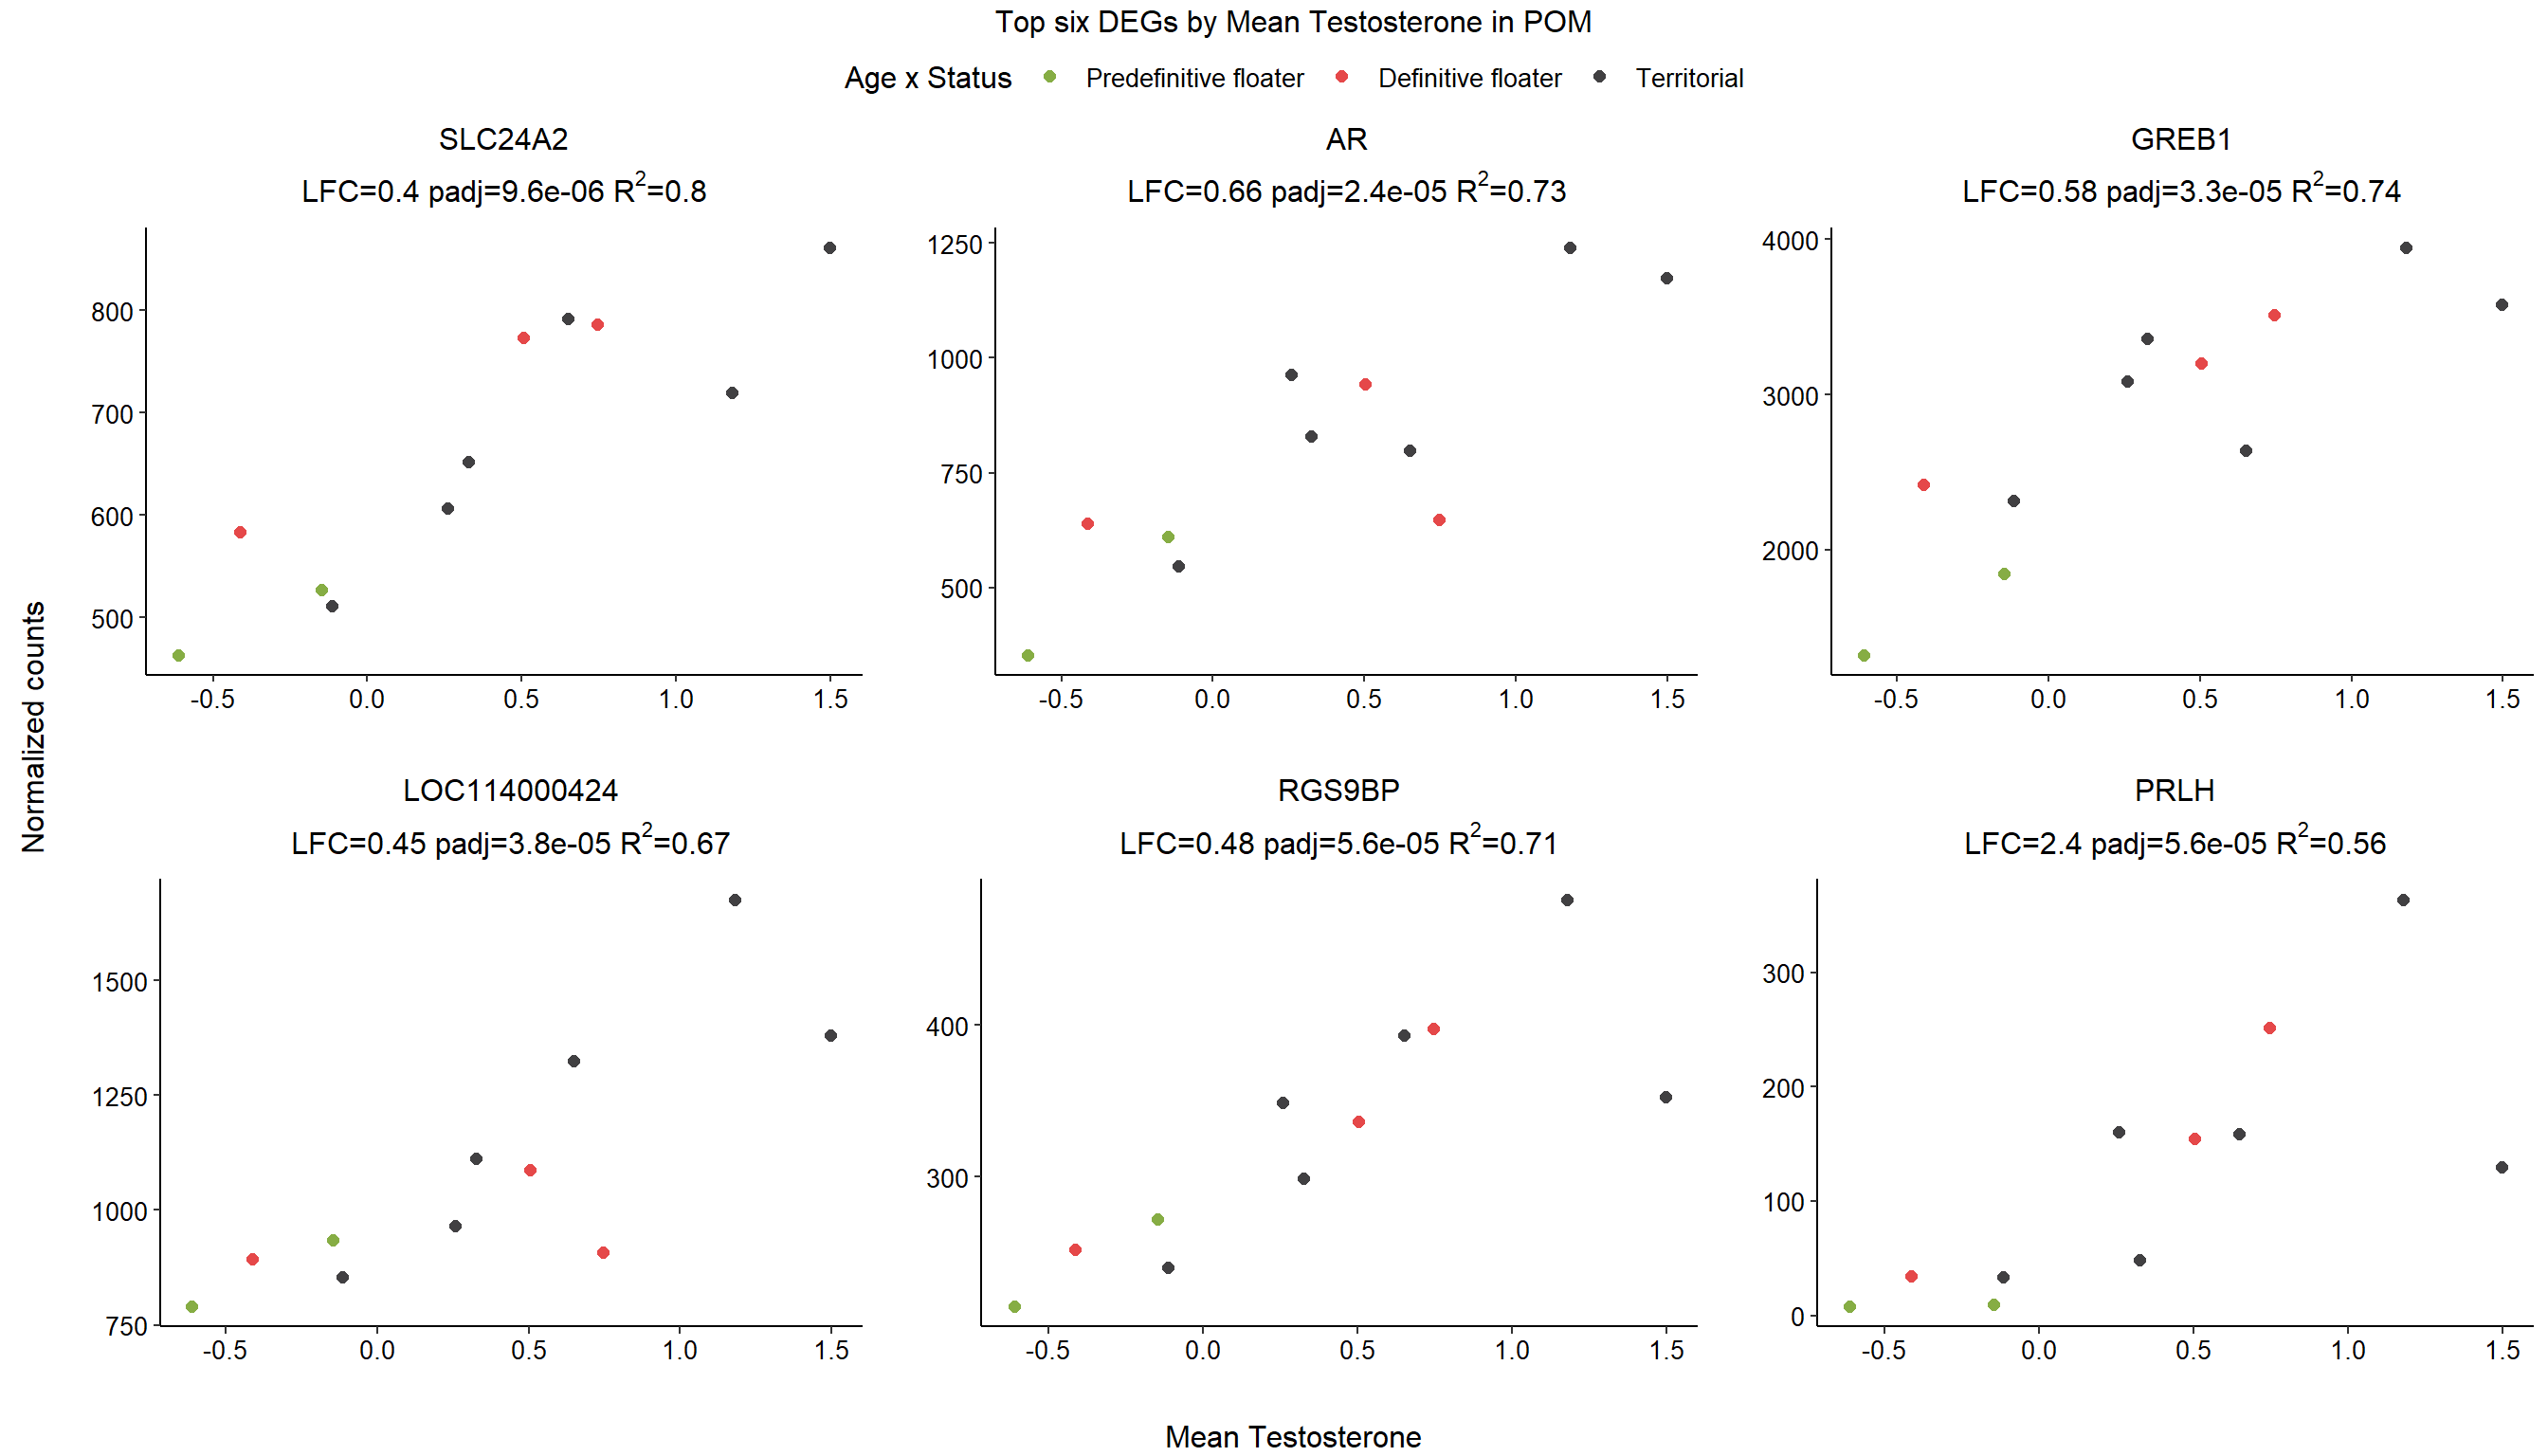 Top six DEGs by Mean Testosterone in POM
Age x Status Predefinitive floater Definitive floater Territorial
SLC24A2
LFC=0.4 padj=9.6e-06 R²=0.8
800
700
600
500
-0.5 0.0 0.5 1.0 1.5
AR
LFC=0.66 padj=2.4e-05 R²=0.73
1250
1000
750
500
-0.5 0.0 0.5 1.0 1.5
GREB1
LFC=0.58 padj=3.3e-05 R²=0.74
4000
3000
2000
-0.5 0.0 0.5 1.0 1.5
Normalized counts
LOC114000424
LFC=0.45 padj=3.8e-05 R²=0.67
1500
1250
1000
750
-0.5 0.0 0.5 1.0 1.5
RGS9BP
LFC=0.48 padj=5.6e-05 R²=0.71
400
300
-0.5 0.0 0.5 1.0 1.5
PRLH
LFC=2.4 padj=5.6e-05 R²=0.56
300
200
100
0
-0.5 0.0 0.5 1.0 1.5
Mean Testosterone